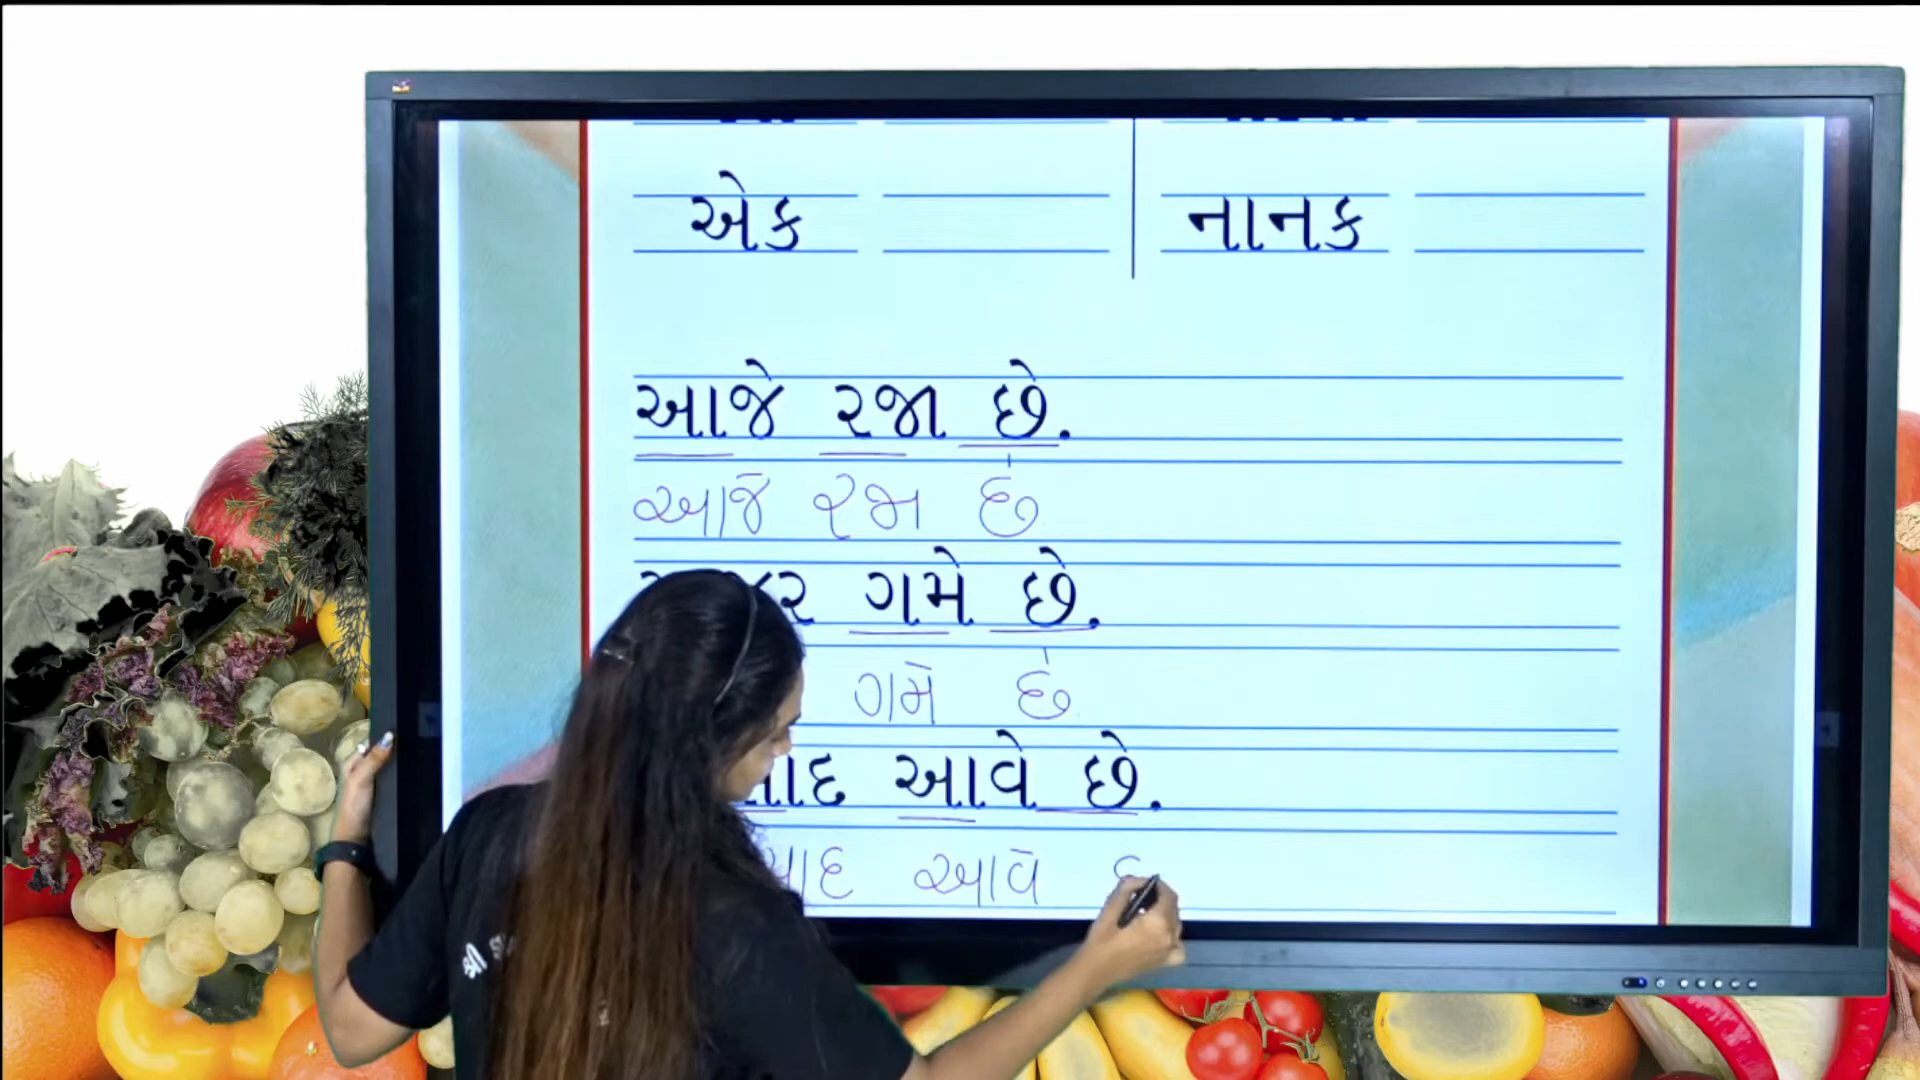 એક નાનક
આજે રજા છે.
આજે રજા છે
ગમે છે.
ગમે છે
આવે છે.
આવે
શ્રી